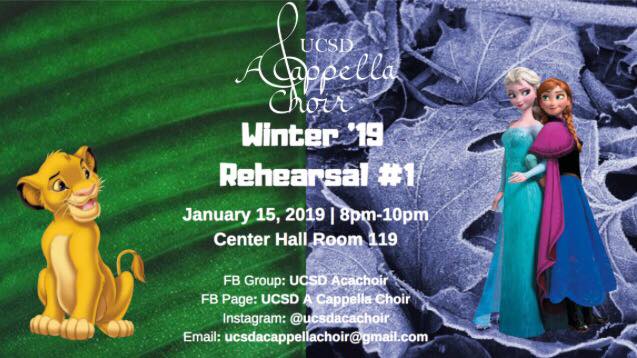 UCSD
A Cappella
Choir
Winter '19
Rehearsal #1
January 15, 2019 | 8pm-10pm
Center Hall Room 119
FB Group: UCSD Acachoir
FB Page: UCSD A Cappella Choir
Instagram: @ucsdacachoir
Email: ucsdacappellachoir@gmail.com